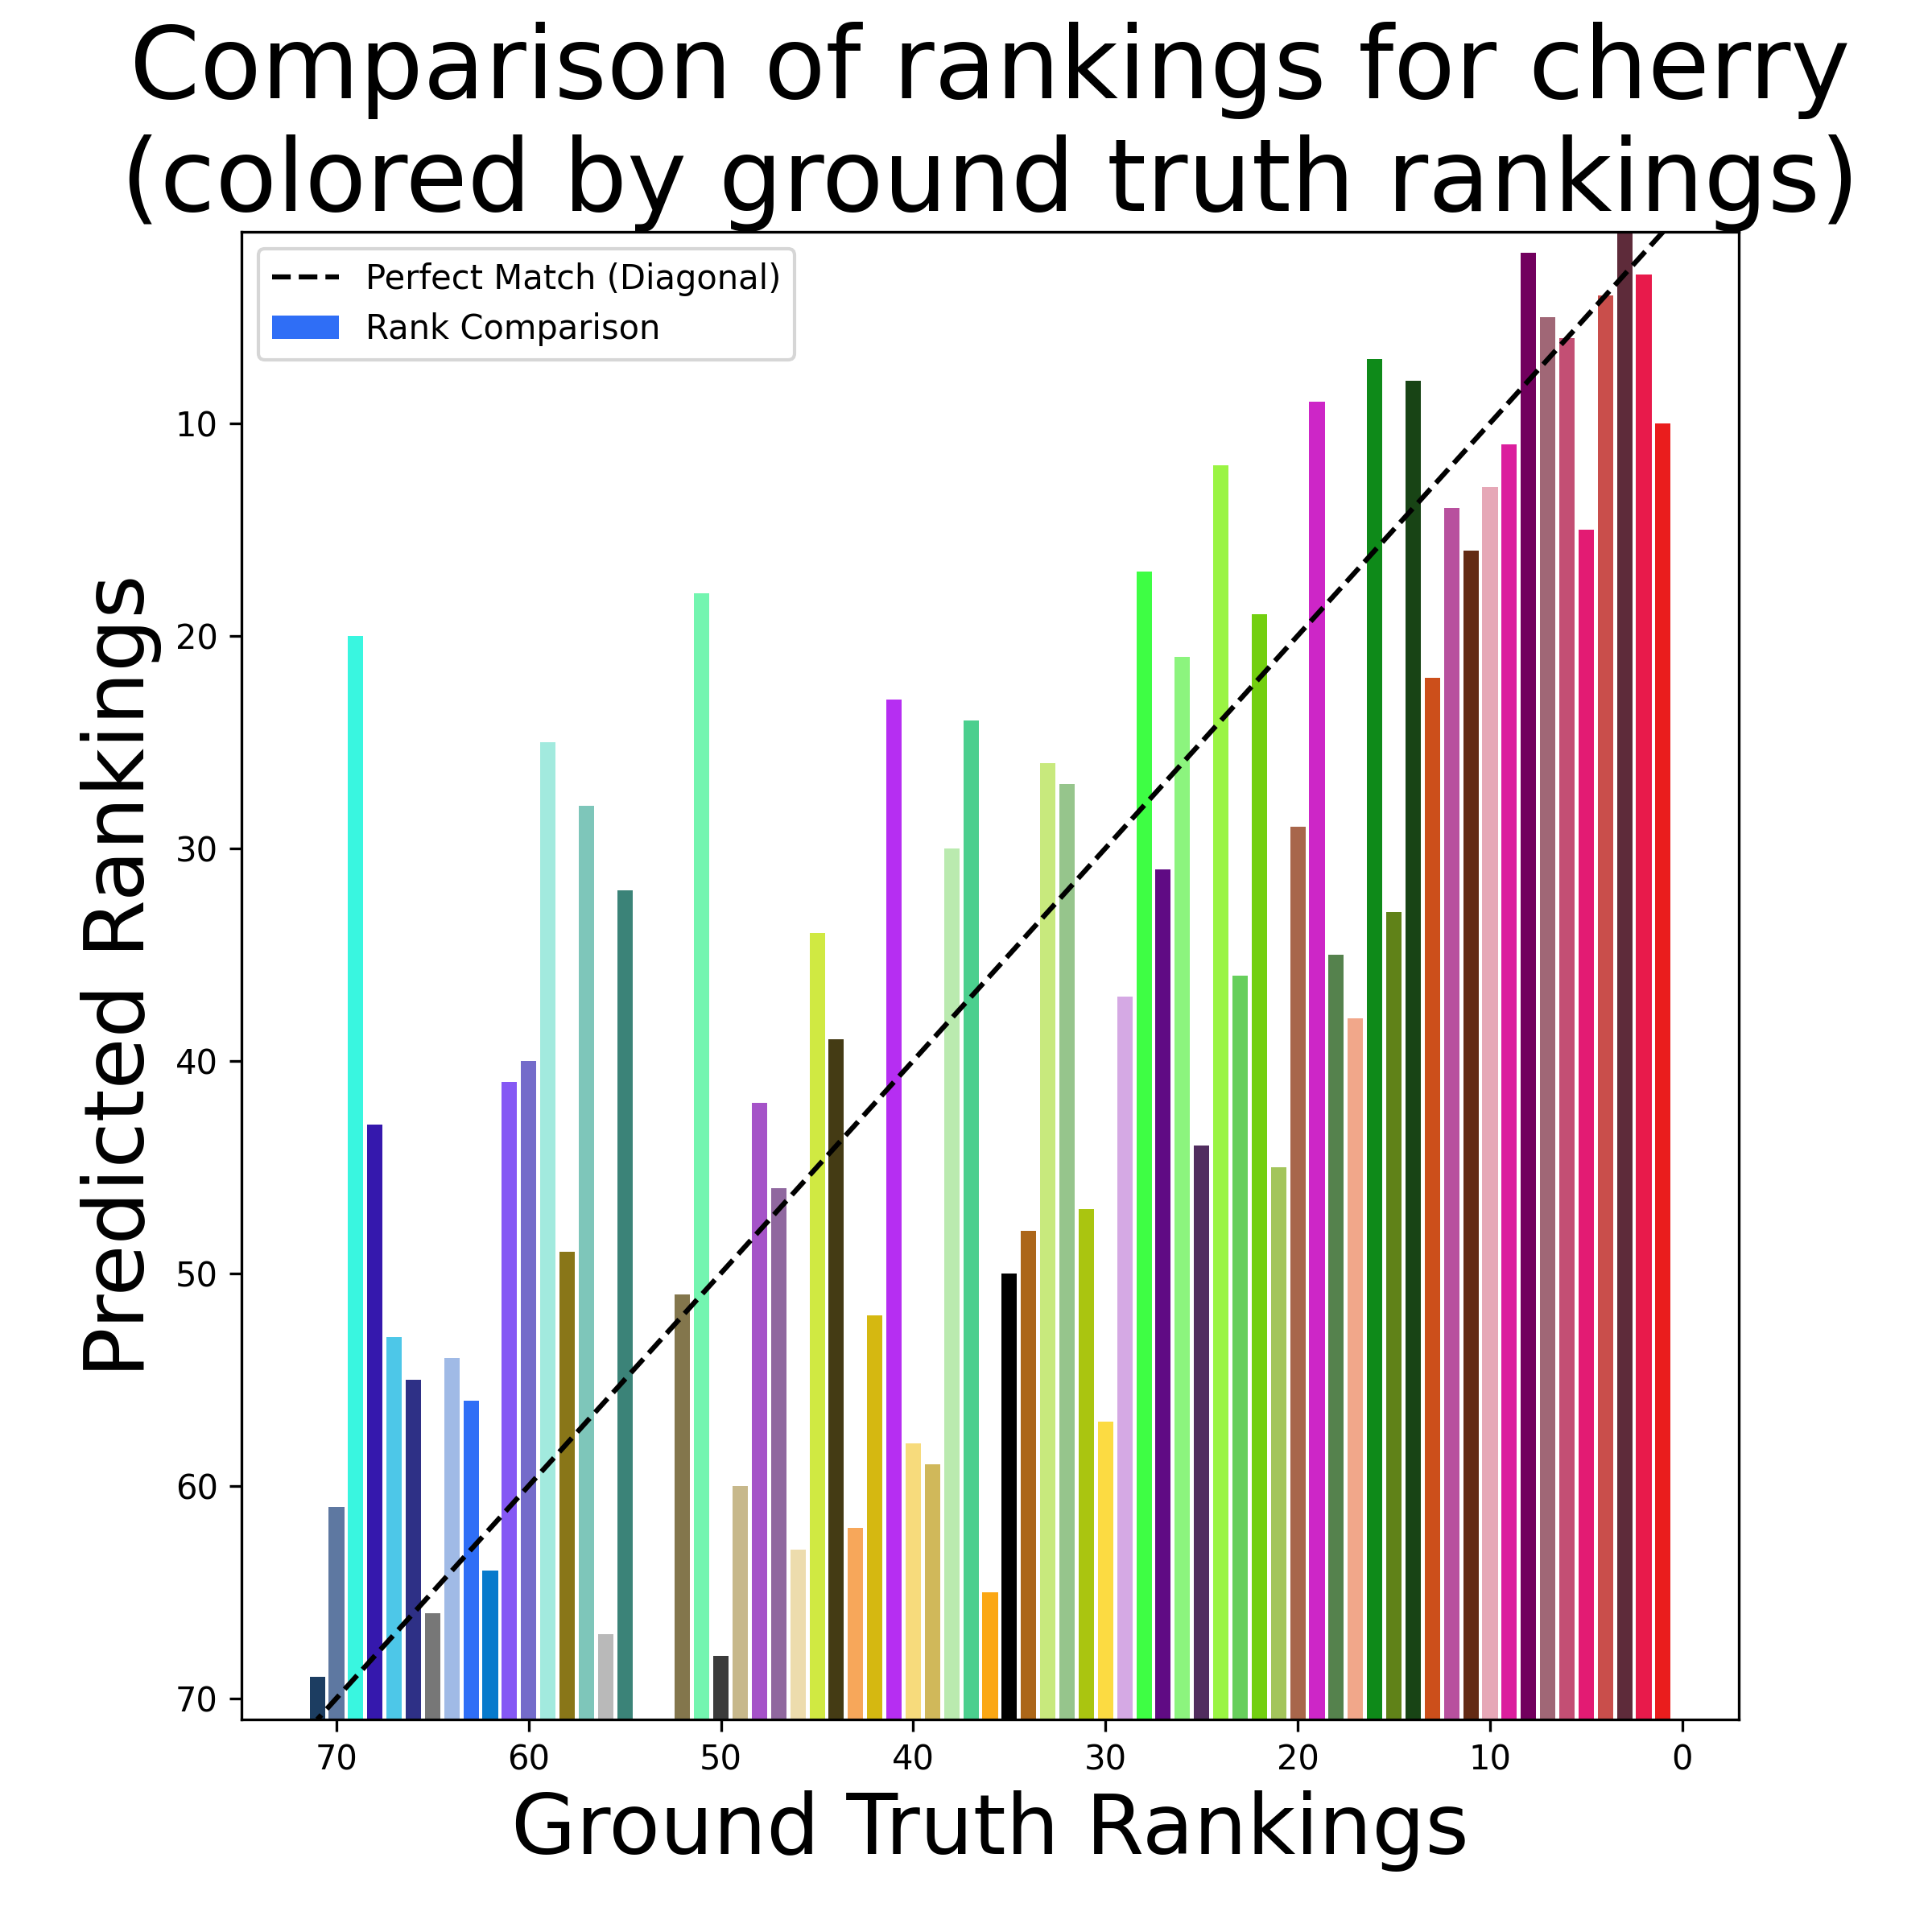 Comparison of rankings for cherry
(colored by ground truth rankings)
Perfect Match (Diagonal)
Rank Comparison
Predicted Rankings
10
20
30
40
50
60
70
70 60 50 40 30 20 10 0
Ground Truth Rankings